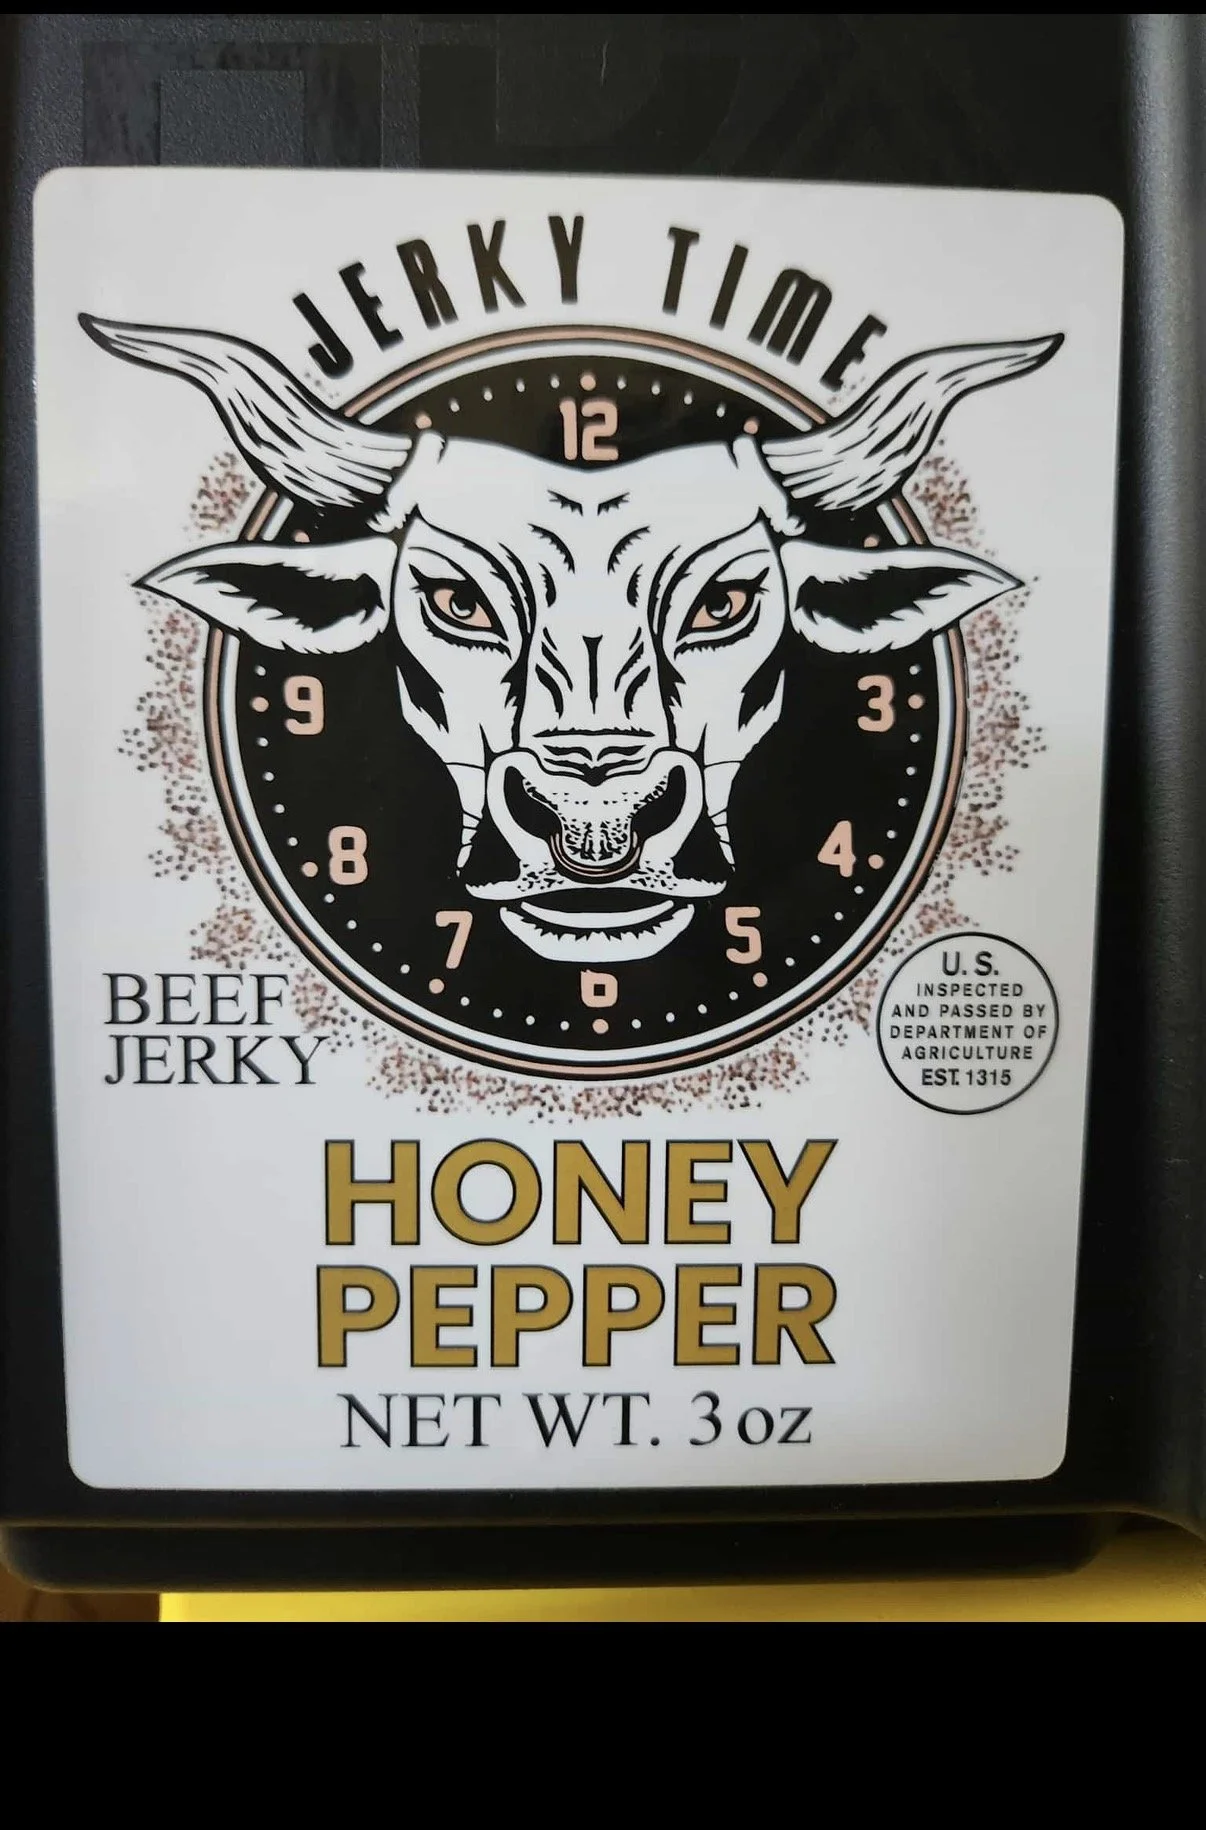 JERKY TIME
12
9
3
8
4
7
5
6
BEEF
JERKY
U.S.
INSPECTED
AND PASSED BY
DEPARTMENT OF
AGRICULTURE
EST. 1315
HONEY
PEPPER
NET WT. 3 oz